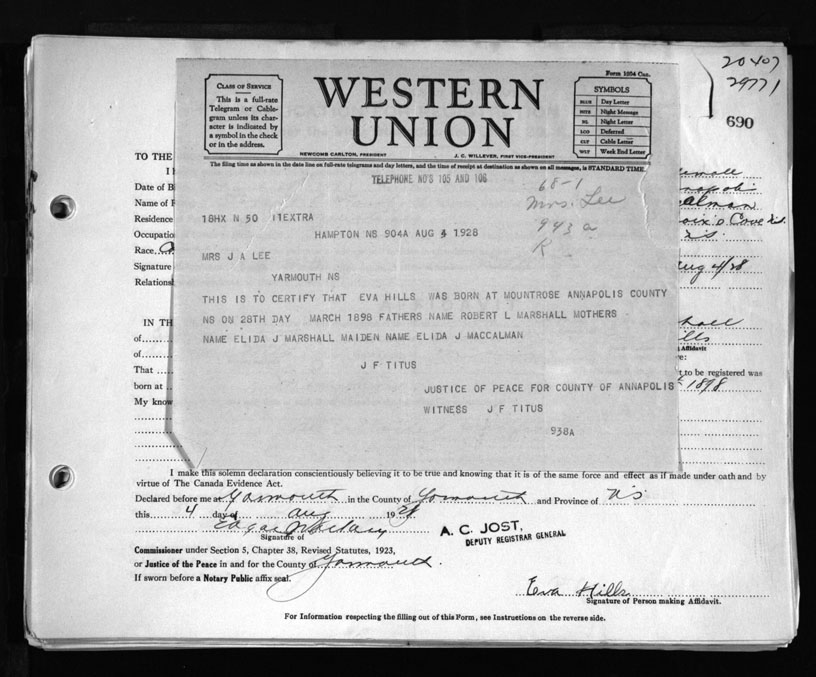 Form 1054 Can.
20407
29771
690
CLASS OF SERVICE
This is a full-rate
Telegram or Cable-
gram unless its char-
acter is indicated by
a symbol in the check
or in the address.
WESTERN
UNION
NEWCOMB CARLTON, PRESIDENT J. C. WILLEVER, FIRST VICE-PRESIDENT
SYMBOLS
BLUE Day Letter
NITE Night Message
NL Night Letter
LCO Deferred
CLT Cable Letter
WLT Week End Letter
The filing time as shown in the date line on full-rate telegrams and day letters, and the time of receipt at destination as shown on all messages, is STANDARD TIME.
TELEPHONE NO'S 105 AND 106
68-1
Mrs. Lee
943 a
R
18HX N 50 11EXTRA
HAMPTON NS 904A AUG 4 1928
MRS J A LEE
YARMOUTH NS
THIS IS TO CERTIFY THAT EVA HILLS WAS BORN AT MOUNTROSE ANNAPOLIS COUNTY
NS ON 28TH DAY MARCH 1898 FATHERS NAME ROBERT L MARSHALL MOTHERS
NAME ELIDA J MARSHALL MAIDEN NAME ELIDA J MACCALMAN
J F TITUS
JUSTICE OF PEACE FOR COUNTY OF ANNAPOLIS
WITNESS J F TITUS
938A
TO THE
I
Date of B
Name of F
Residence
Occupatio
Race
Signature
Relations
Cove N.S.
Aug 4/28
IN TH
of
of
That
born at
My know
Affidavit
t to be registered was
1898
I make this solemn declaration conscientiously believing it to be true and knowing that it is of the same force and effect as if made under oath and by
virtue of The Canada Evidence Act.
Declared before me at Yarmouth in the County of Yarmouth and Province of NS
this 4 day of Aug 19
Signature of
A. C. JOST,
DEPUTY REGISTRAR GENERAL
Commissioner under Section 5, Chapter 38, Revised Statutes, 1923,
or Justice of the Peace in and for the County of Yarmouth.
If sworn before a Notary Public affix seal.
Eva Hills
Signature of Person making Affidavit.
For Information respecting the filling out of this Form, see Instructions on the reverse side.